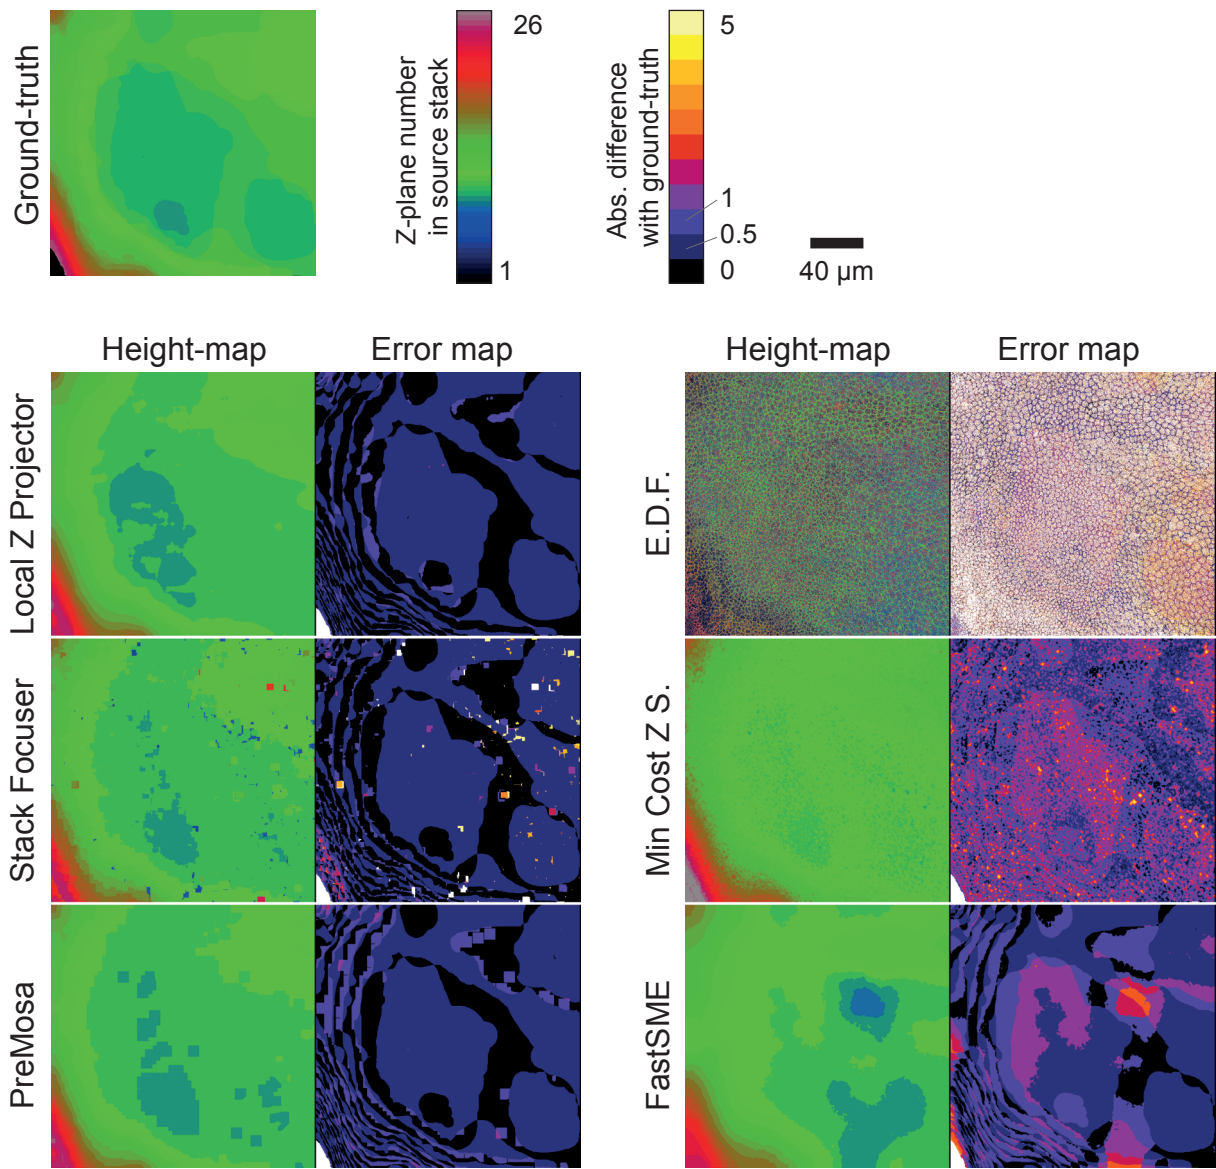 Ground-truth
Z-plane number
in source stack
26
1
Abs. difference
with ground-truth
5
1
0.5
0
40 μm
Height-map
Error map
Height-map
Error map
Local Z Projector
E.D.F.
Stack Focuser
Min Cost Z S.
PreMosa
FastSME